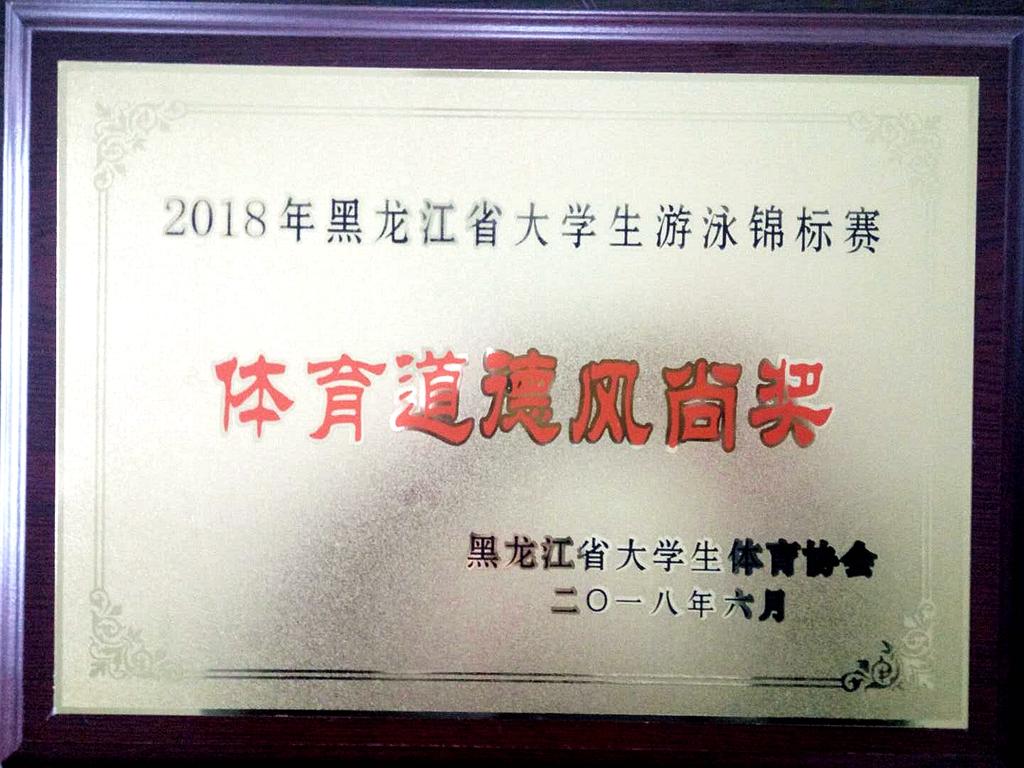 2018年黑龙江省大学生游泳锦标赛
体育道德风尚奖
黑龙江省大学生体育协会
二〇一八年六月